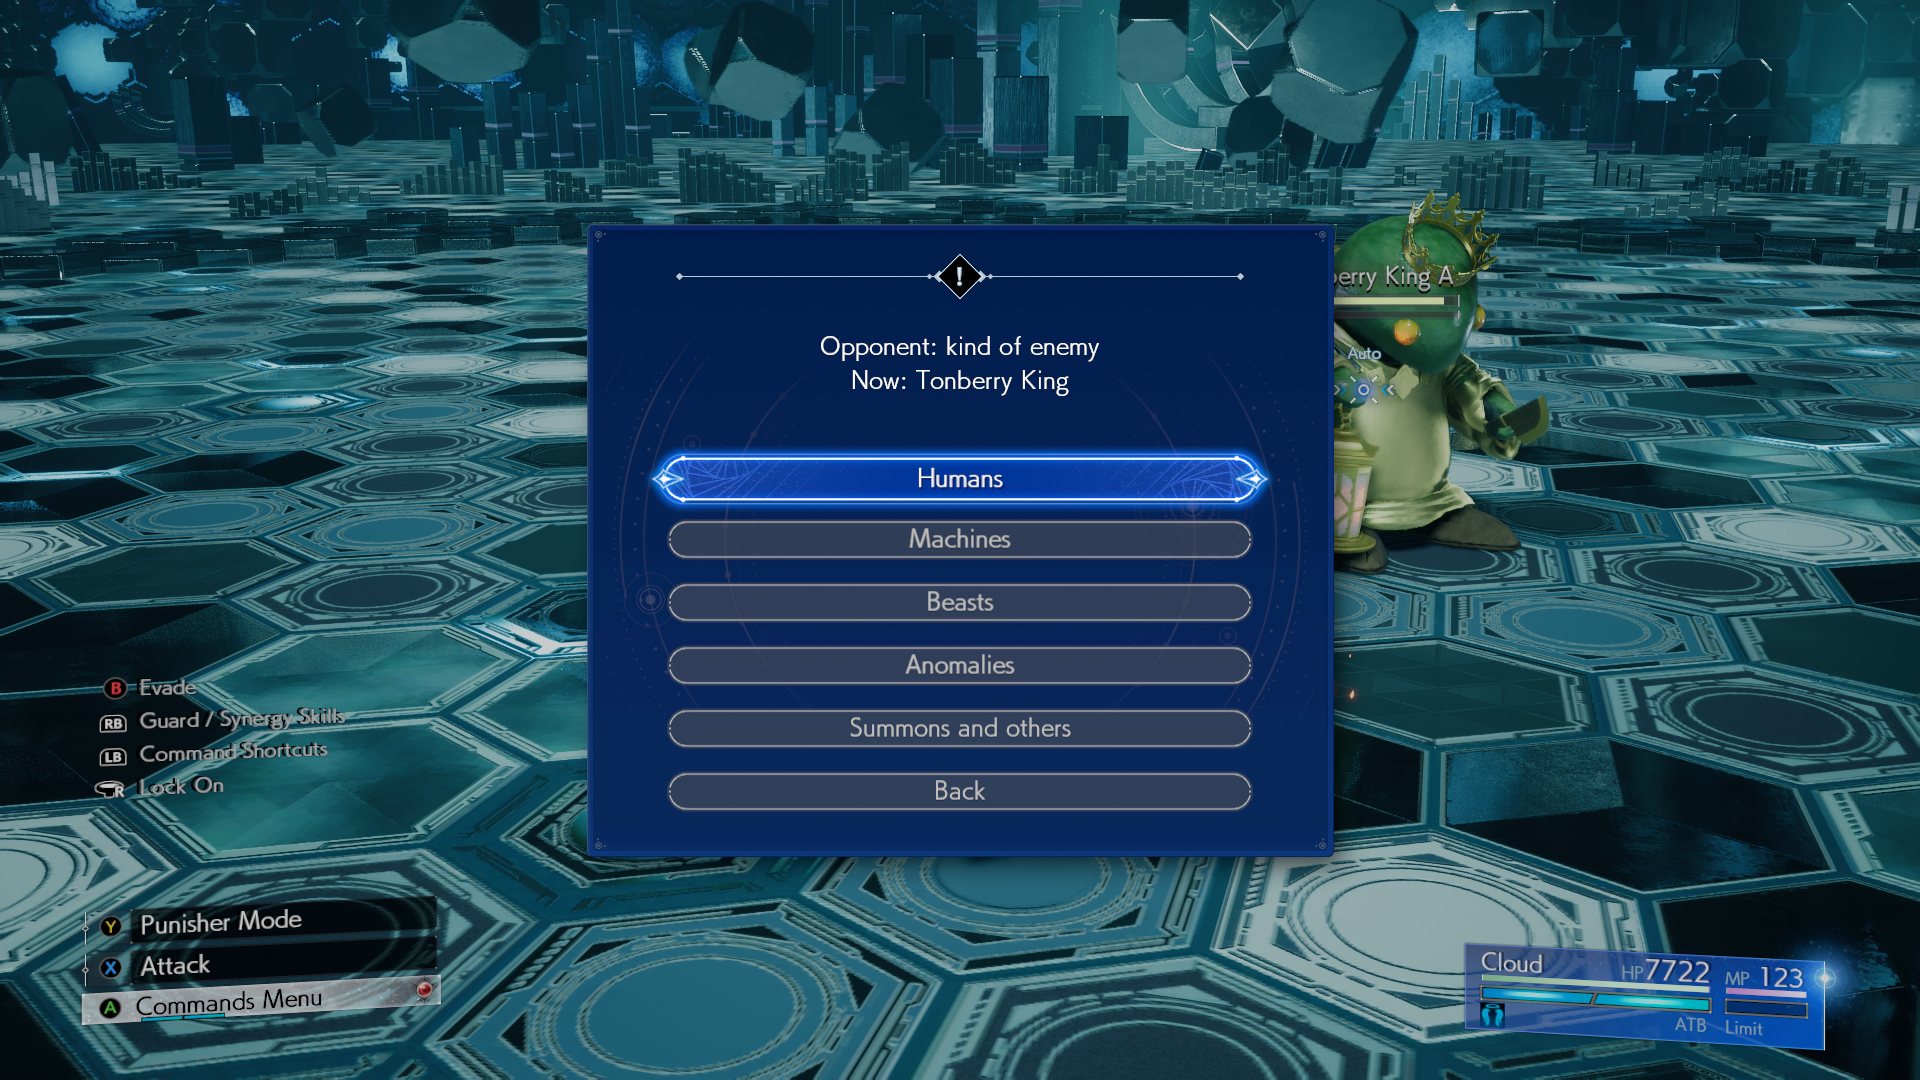 Opponent: kind of enemy
Now: Tonberry King
Humans
Machines
Beasts
Anomalies
Summons and others
Back
King A
Auto
B Evade
RB Guard / Synergy Skills
LB Command Shortcuts
R Lock On
Y Punisher Mode
X Attack
A Commands Menu
Cloud HP 7722 MP 123
ATB Limit